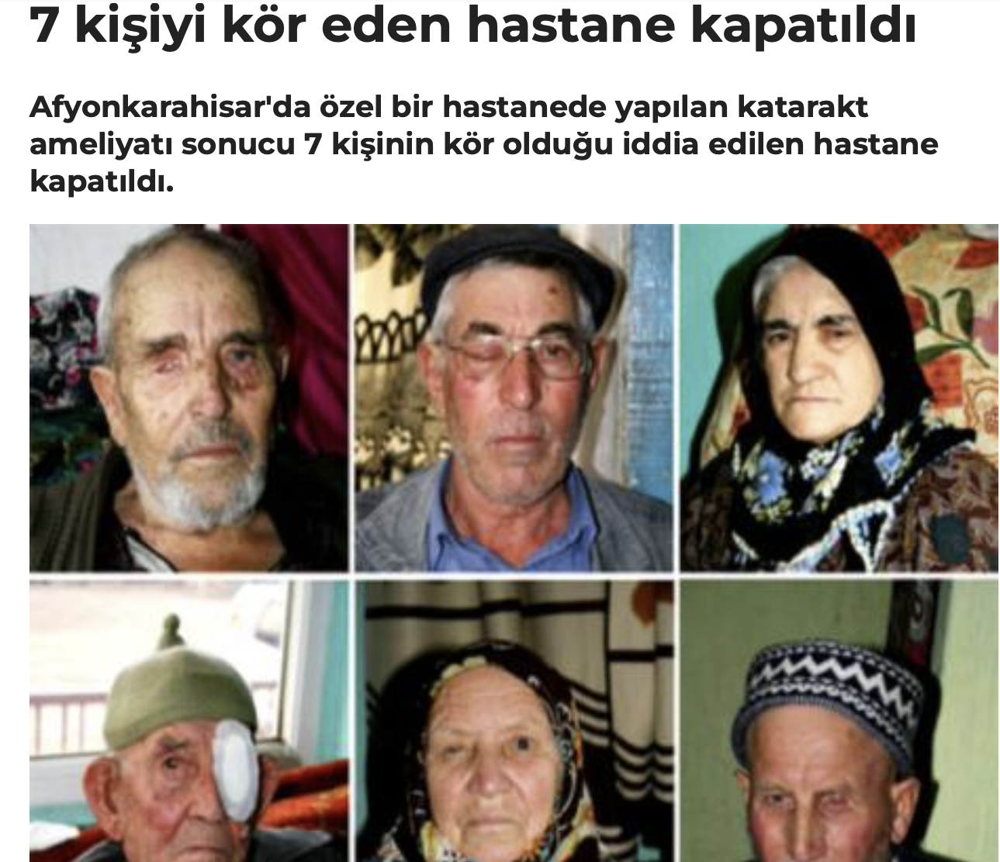 7 kişiyi kör eden hastane kapatıldı
Afyonkarahisar'da özel bir hastanede yapılan katarakt
ameliyatı sonucu 7 kişinin kör olduğu iddia edilen hastane
kapatıldı.